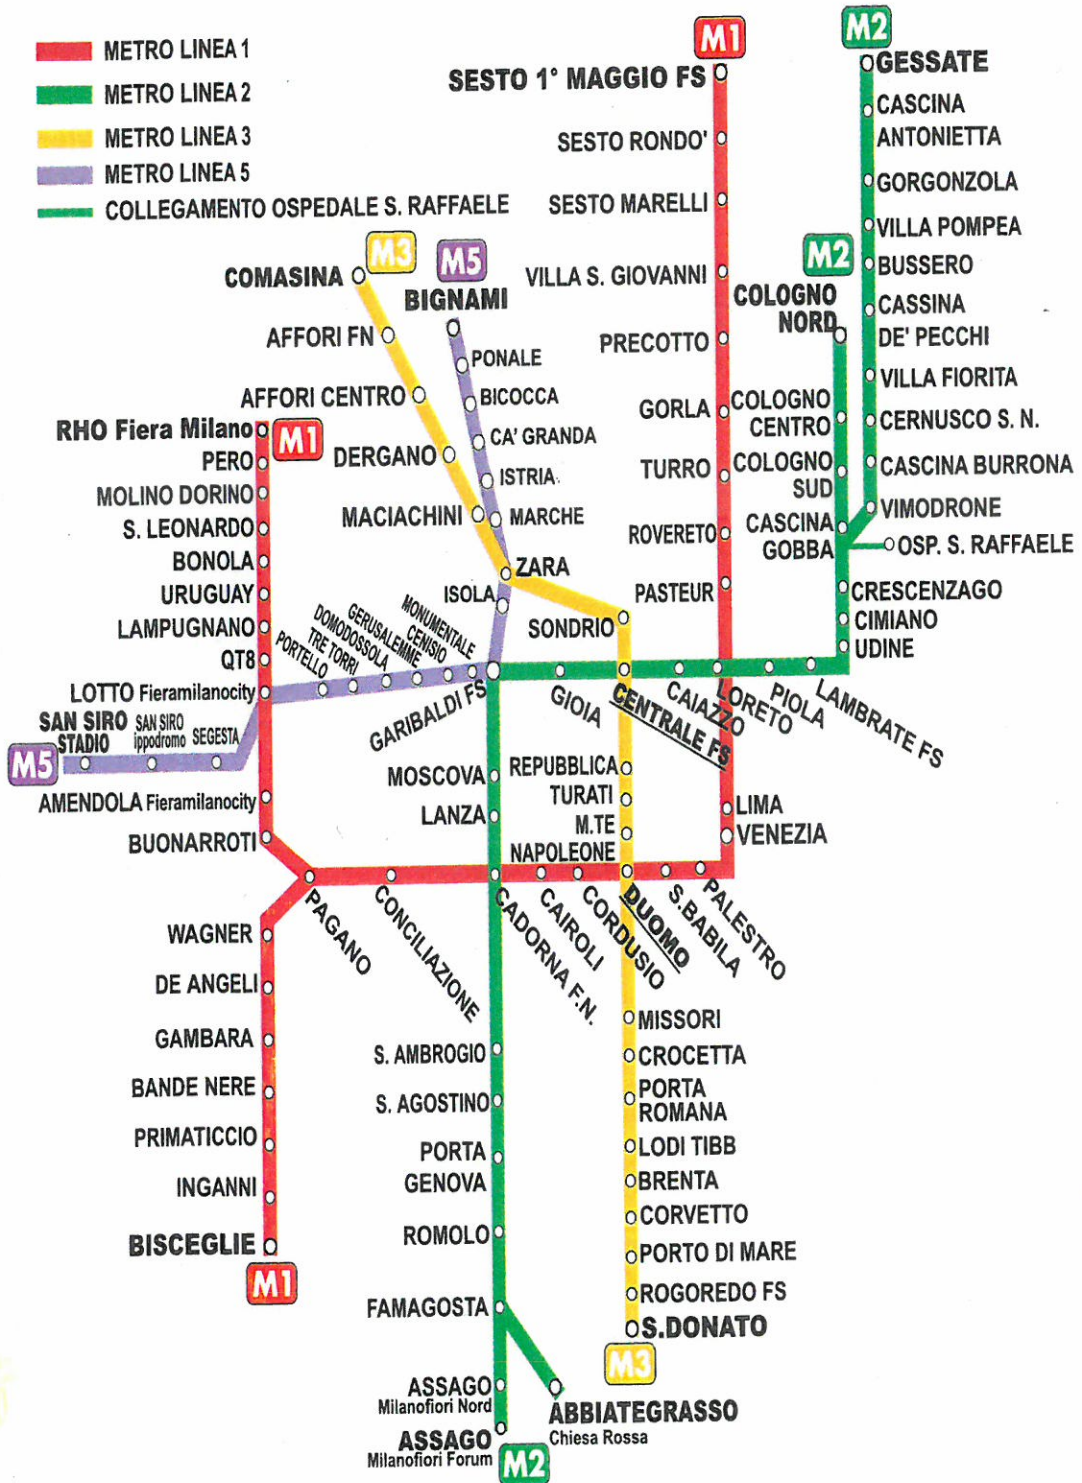 METRO LINEA 1
METRO LINEA 2
METRO LINEA 3
METRO LINEA 5
COLLEGAMENTO OSPEDALE S. RAFFAELE
M1
SESTO 1° MAGGIO FS
SESTO RONDO'
SESTO MARELLI
VILLA S. GIOVANNI
PRECOTTO
GORLA
TURRO
ROVERETO
PASTEUR
M2
GESSATE
CASCINA
ANTONIETTA
GORGONZOLA
VILLA POMPEA
BUSSERO
CASSINA
DE' PECCHI
VILLA FIORITA
CERNUSCO S. N.
CASCINA BURRONA
VIMODRONE
OSP. S. RAFFAELE
M2
COLOGNO
NORD
COLOGNO
CENTRO
COLOGNO
SUD
CASCINA
GOBBA
CRESCENZAGO
CIMIANO
UDINE
M3
COMASINA
AFFORI FN
AFFORI CENTRO
DERGANO
MACIACHINI
M5
BIGNAMI
PONALE
BICOCCA
CA' GRANDA
ISTRIA
MARCHE
ZARA
ISOLA
SONDRIO
RHO Fiera Milano
M1
PERO
MOLINO DORINO
S. LEONARDO
BONOLA
URUGUAY
LAMPUGNANO
QT8
LOTTO Fieramilanocity
PORTELLO
TRE TORRI
DOMODOSSOLA
GERUSALEMME
CENISIO
MONUMENTALE
GARIBALDI FS
GIOIA
CENTRALE FS
CAIAZZO
LORETO
PIOLA
LAMBRATE FS
SAN SIRO
STADIO
SAN SIRO
ippodromo
SEGESTA
M5
AMENDOLA Fieramilanocity
BUONARROTI
MOSCOVA
LANZA
REPUBBLICA
TURATI
M.TE
NAPOLEONE
LIMA
VENEZIA
PAGANO
CONCILIAZIONE
CADORNA F.N.
CAIROLI
CORDUSIO
DUOMO
S.BABILA
PALESTRO
WAGNER
DE ANGELI
GAMBARA
BANDE NERE
PRIMATICCIO
INGANNI
BISCEGLIE
M1
S. AMBROGIO
S. AGOSTINO
PORTA
GENOVA
ROMOLO
FAMAGOSTA
ASSAGO
Milanofiori Nord
ASSAGO
Milanofiori Forum
M2
ABBIATEGRASSO
Chiesa Rossa
MISSORI
CROCETTA
PORTA
ROMANA
LODI TIBB
BRENTA
CORVETTO
PORTO DI MARE
ROGOREDO FS
S.DONATO
M3